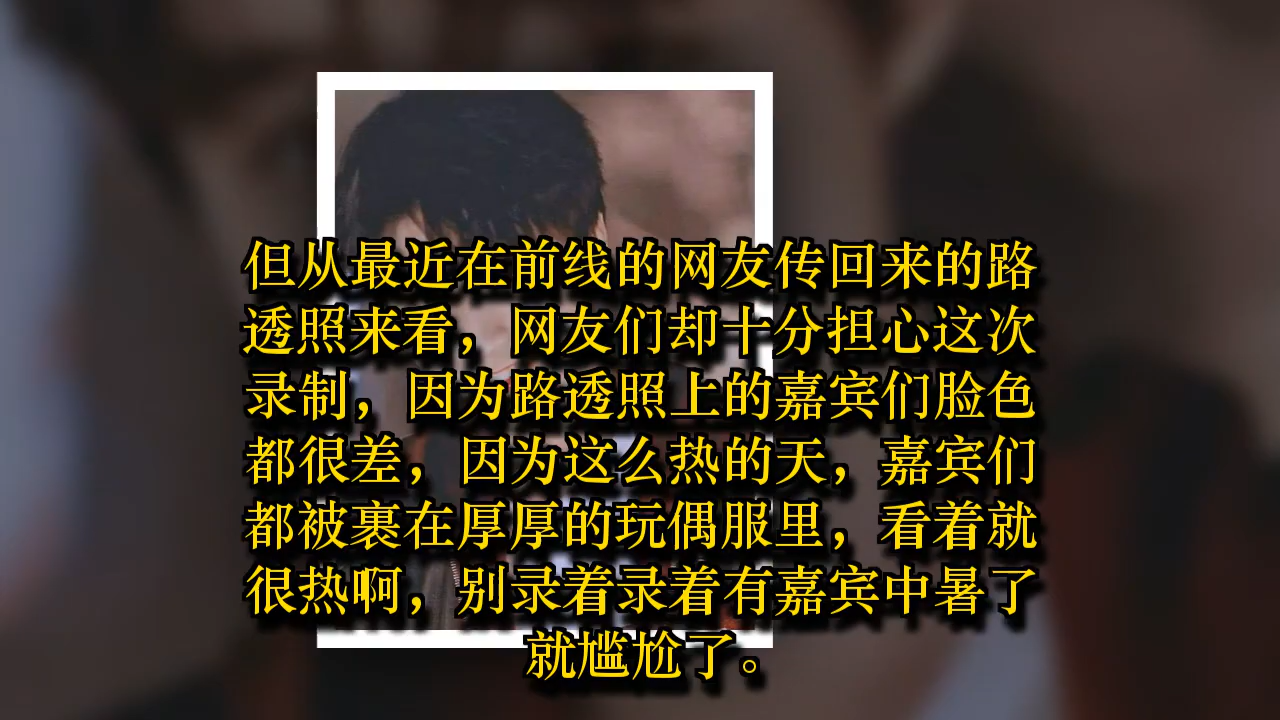 但从最近在前线的网友传回来的路
透照来看，网友们却十分担心这次
录制，因为路透照上的嘉宾们脸色
都很差，因为这么热的天，嘉宾们
都被裹在厚厚的玩偶服里，看着就
很热啊，别录着录着有嘉宾中暑了
就尴尬了。